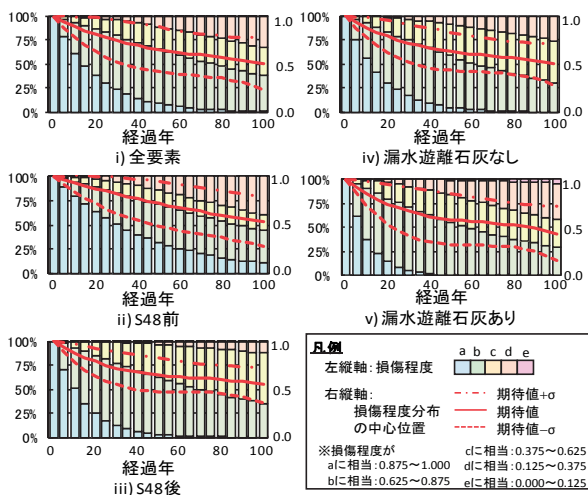 100%
75%
50%
25%
0%
1.0
0.5
0.0
0 20 40 60 80 100
経過年
i) 全要素
100%
75%
50%
25%
0%
1.0
0.5
0.0
0 20 40 60 80 100
経過年
iv) 漏水遊離石灰なし
100%
75%
50%
25%
0%
1.0
0.5
0.0
0 20 40 60 80 100
経過年
ii) S48前
100%
75%
50%
25%
0%
1.0
0.5
0.0
0 20 40 60 80 100
経過年
v) 漏水遊離石灰あり
100%
75%
50%
25%
0%
1.0
0.5
0.0
0 20 40 60 80 100
経過年
iii) S48後
凡例
a b c d e
左縦軸：損傷程度
右縦軸：
損傷程度分布
の中心位置
期待値+σ
期待値
期待値−σ
※損傷程度が
aに相当：0.875～1.000
bに相当：0.625～0.875
cに相当：0.375～0.625
dに相当：0.125～0.375
eに相当：0.000～0.125